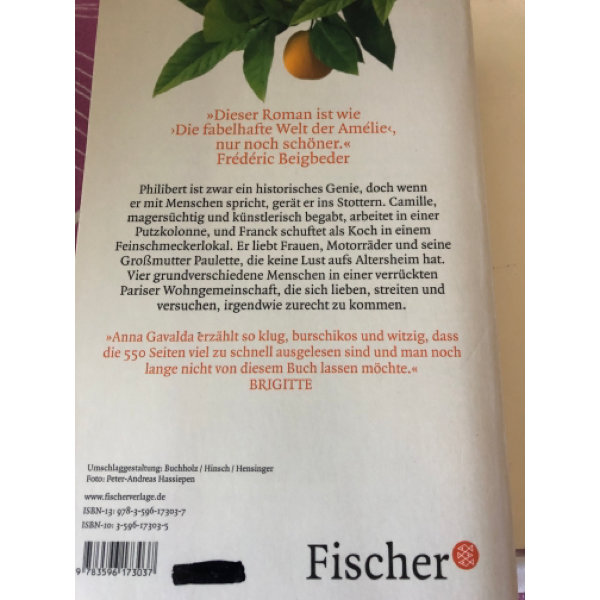 »Dieser Roman ist wie
›Die fabelhafte Welt der Amélie‹,
nur noch schöner.«
Frédéric Beigbeder
Philibert ist zwar ein historisches Genie, doch wenn
er mit Menschen spricht, gerät er ins Stottern. Camille,
magersüchtig und künstlerisch begabt, arbeitet in einer
Putzkolonne, und Franck schuftet als Koch in einem
Feinschmeckerlokal. Er liebt Frauen, Motorräder und seine
Großmutter Paulette, die keine Lust aufs Altersheim hat.
Vier grundverschiedene Menschen in einer verrückten
Pariser Wohngemeinschaft, die sich lieben, streiten und
versuchen, irgendwie zurecht zu kommen.
»Anna Gavalda erzählt so klug, burschikos und witzig, dass
die 550 Seiten viel zu schnell ausgelesen sind und man noch
lange nicht von diesem Buch lassen möchte.«
BRIGITTE
Umschlaggestaltung: Buchholz / Hinsch / Hensinger
Foto: Peter-Andreas Hassiepen
www.fischerverlage.de
ISBN-13: 978-3-596-17303-7
ISBN-10: 3-596-17303-5
9 783596 173037
Fischer